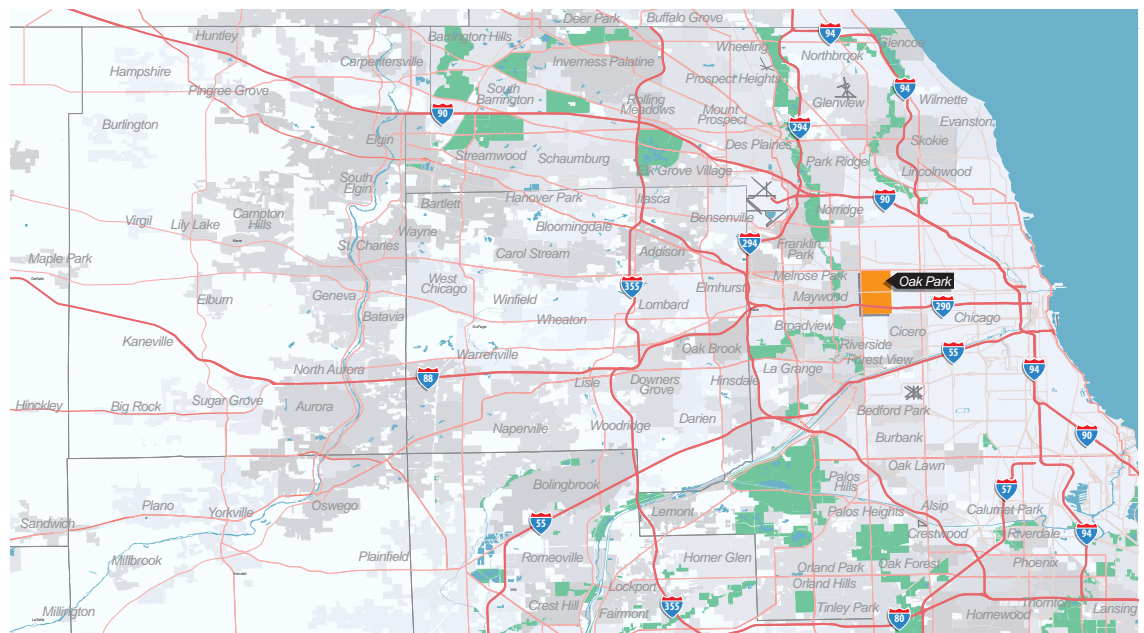 Deer Park
Buffalo Grove
Huntley
Barrington Hills
94
94
Wheeling
Glencoe
Northbrook
Carpentersville
Inverness
Palatine
Hampshire
Prospect Heights
Pingree Grove
South
Barrington
94
Rolling
Meadows
Glenview
Wilmette
90
Mount
Prospect
Burlington
294
Evanston
Elgin
Skokie
Des Plaines
Streamwood
Schaumburg
Park Ridge
Elk Grove Village
Lincolnwood
South
Elgin
Bartlett
Hanover Park
Itasca
90
Norridge
Campton
Hills
Virgil
Lily Lake
Bensenville
Wayne
Bloomingdale
Kane
St. Charles
294
Franklin
Park
Carol Stream
Addison
Maple Park
DeKalb
West
Chicago
Melrose Park
Oak Park
355
Elmhurst
Elburn
Geneva
Winfield
Lombard
Maywood
290
Batavia
Wheaton
Chicago
DuPage
Broadview
Cicero
Kaneville
Riverside
Warrenville
Oak Brook
55
Forest View
North Aurora
La Grange
94
88
Lisle
Downers
Grove
Hinsdale
Hinckley
Big Rock
Sugar Grove
Aurora
Bedford Park
Darien
Naperville
Woodridge
Burbank
90
Oak Lawn
Bolingbrook
Palos
Hills
57
Plano
Oswego
Yorkville
Lemont
Palos Heights
Alsip
Calumet Park
Sandwich
55
Crestwood
Riverdale
94
Millbrook
Plainfield
Romeoville
Homer Glen
Oak Forest
Phoenix
Orland Park
Kendall
Orland Hills
Will
Lockport
Millington
Crest Hill
355
Tinley Park
Thornton
Fairmont
Homewood
Lansing
LaSalle
80